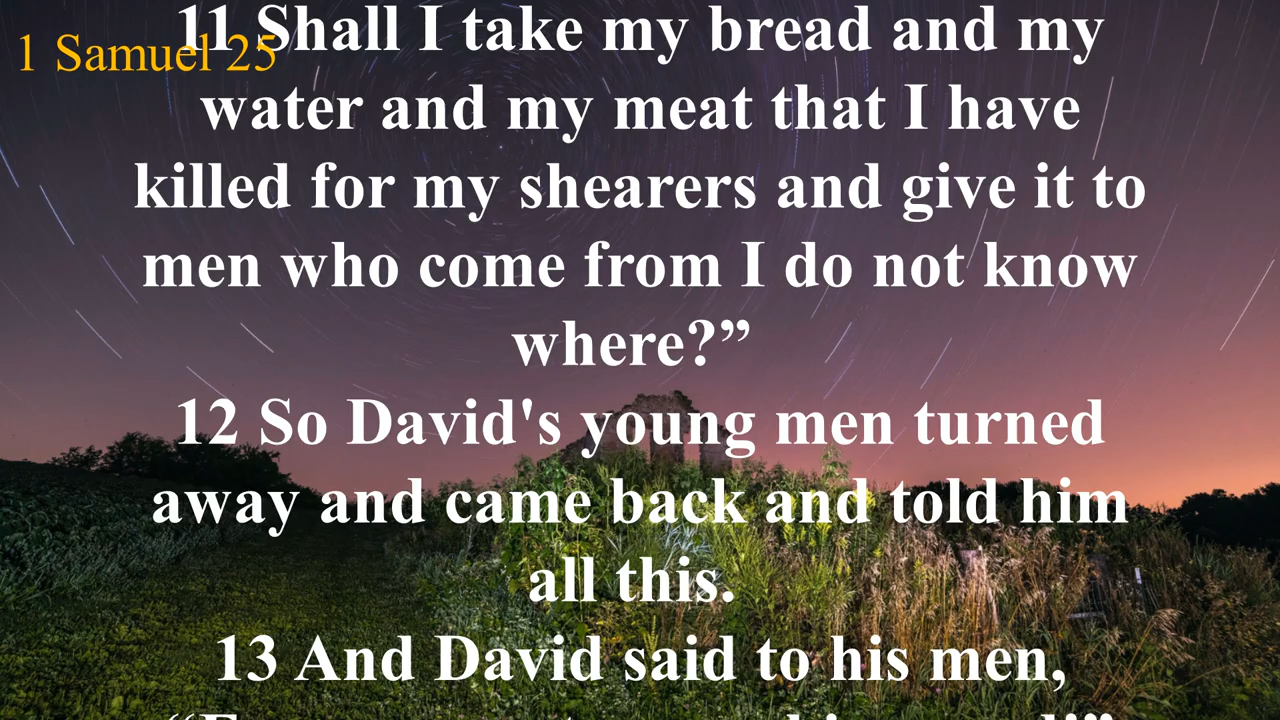 1 Samuel 25
11 Shall I take my bread and my
water and my meat that I have
killed for my shearers and give it to
men who come from I do not know
where?”
12 So David's young men turned
away and came back and told him
all this.
13 And David said to his men,